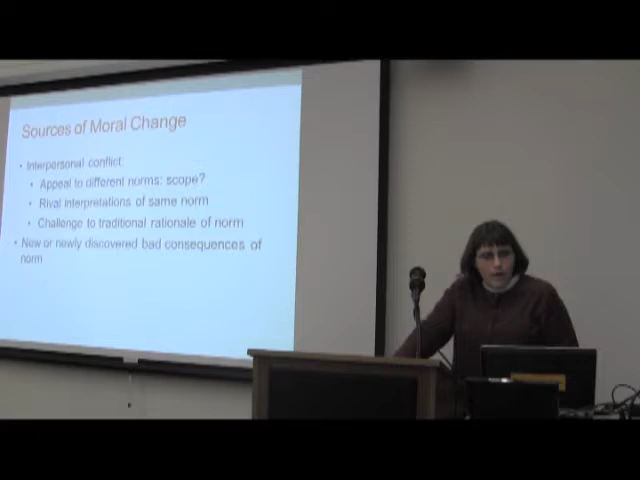 Sources of Moral Change
• Interpersonal conflict:
• Appeal to different norms: scope?
• Rival interpretations of same norm
• Challenge to traditional rationale of norm
• New or newly discovered bad consequences of
norm